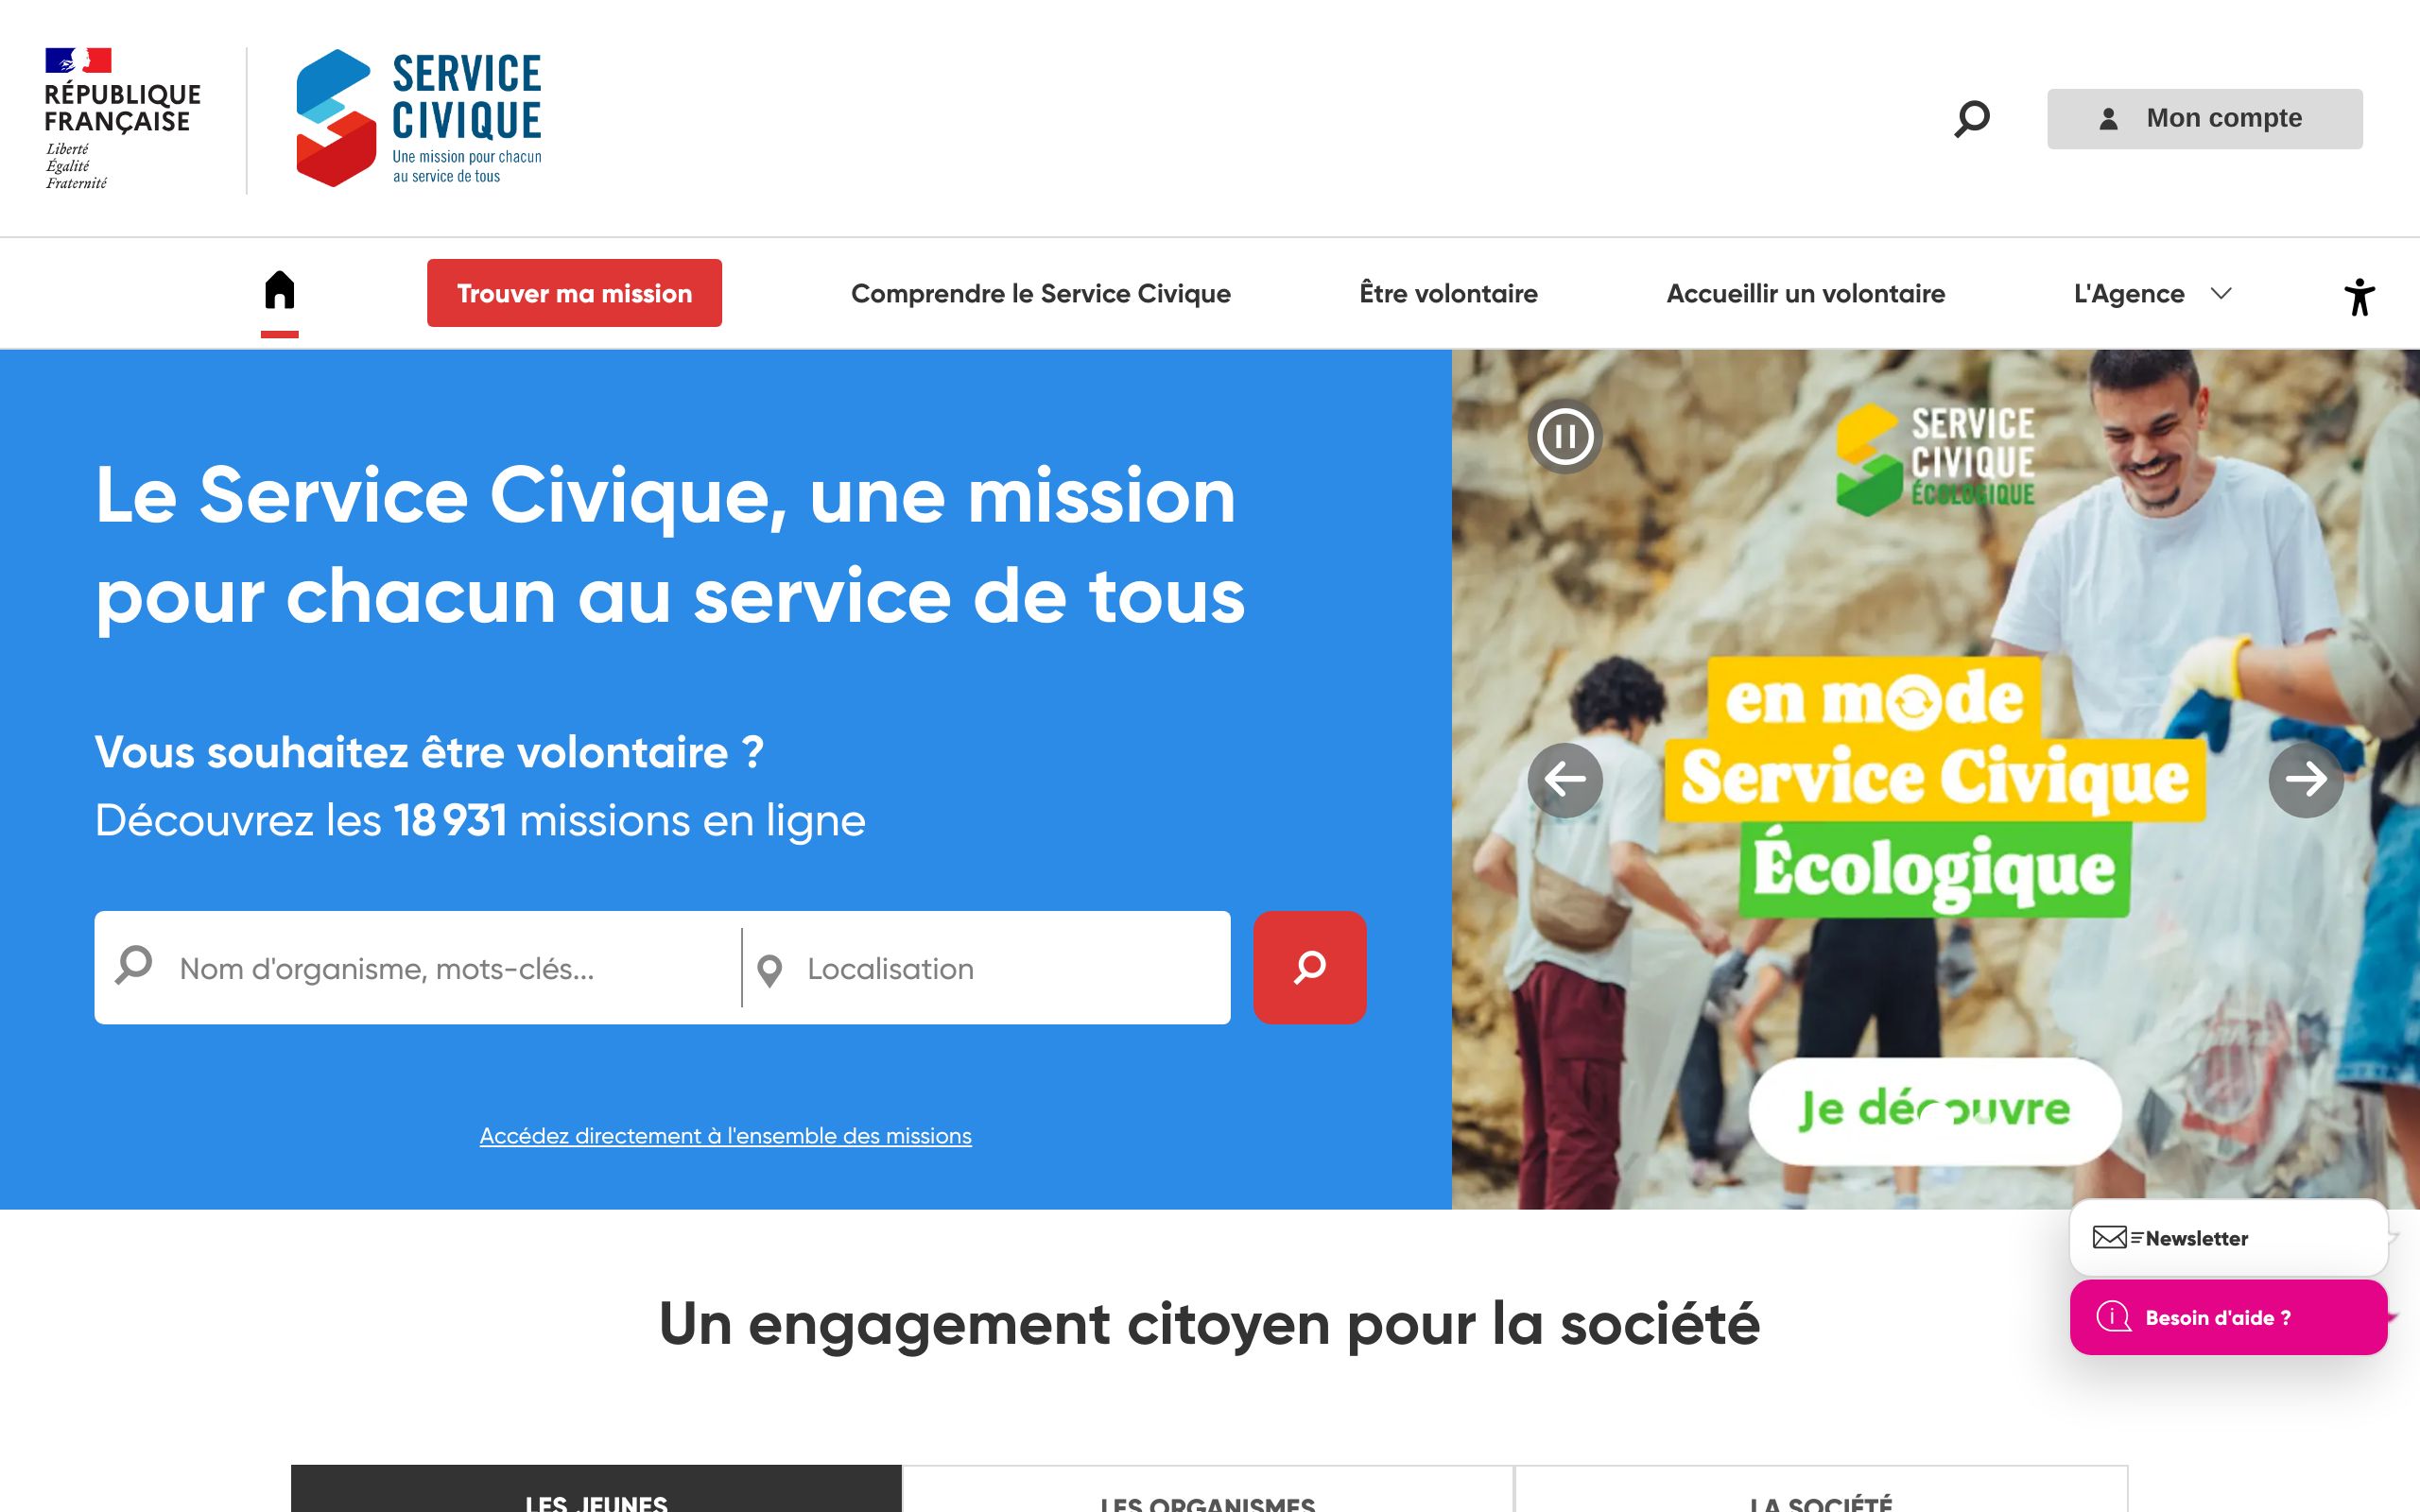 RÉPUBLIQUE
FRANÇAISE
Liberté
Égalité
Fraternité
SERVICE
CIVIQUE
Une mission pour chacun
au service de tous
Mon compte
Trouver ma mission
Comprendre le Service Civique
Être volontaire
Accueillir un volontaire
L'Agence
Le Service Civique, une mission
pour chacun au service de tous
Vous souhaitez être volontaire ?
Découvrez les 18 931 missions en ligne
Nom d'organisme, mots-clés...
Localisation
Accédez directement à l'ensemble des missions
SERVICE
CIVIQUE
ÉCOLOGIQUE
en mode
Service Civique
Écologique
Je découvre
Newsletter
Besoin d'aide ?
Un engagement citoyen pour la société
LES JEUNES
LES ORGANISMES
LA SOCIÉTÉ